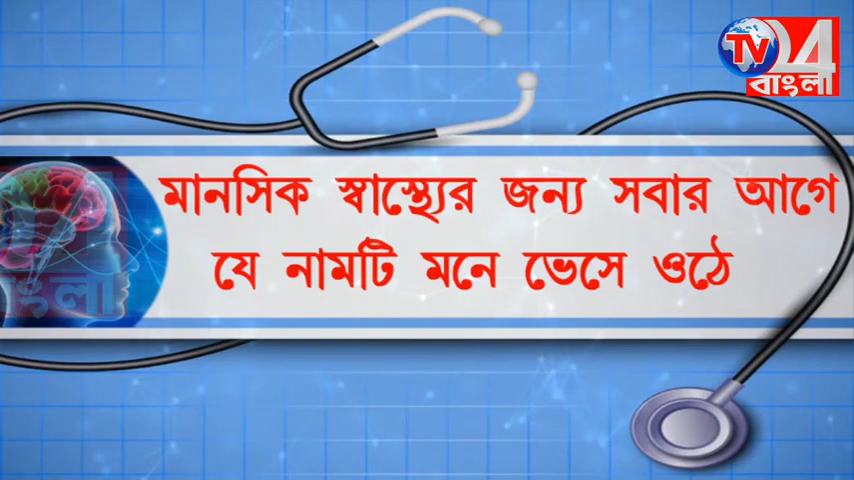 TV
24
বাংলা
মানসিক স্বাস্থ্যের জন্য সবার আগে
যে নামটি মনে ভেসে ওঠে
বাংলা